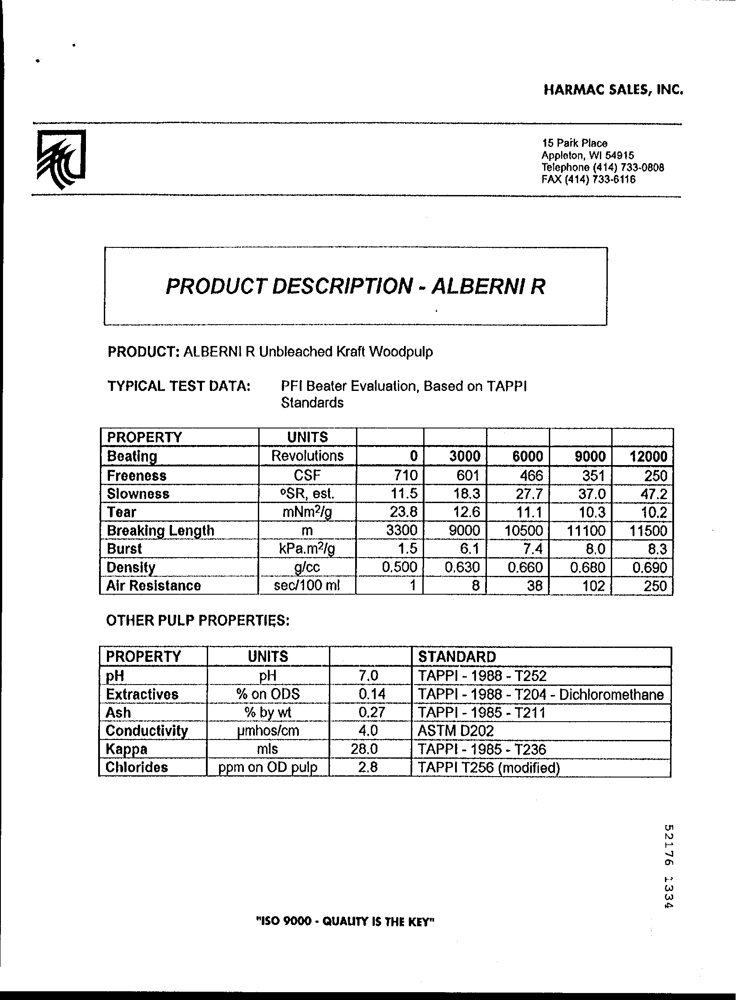 HARMAC SALES, INC.
15 Park Place
Appleton, WI 54915
Telephone (414) 733-0808
FAX (414) 733-6116
PRODUCT DESCRIPTION - ALBERNI R
PRODUCT: ALBERNI R Unbleached Kraft Woodpulp
TYPICAL TEST DATA: PFI Beater Evaluation, Based on TAPPI
Standards
PROPERTY UNITS
Beating Revolutions 0 3000 6000 9000 12000
Freeness CSF 710 601 466 351 250
Slowness ºSR, est. 11.5 18.3 27.7 37.0 47.2
Tear mNm²/g 23.8 12.6 11.1 10.3 10.2
Breaking Length m 3300 9000 10500 11100 11500
Burst kPa.m²/g 1.5 6.1 7.4 8.0 8.3
Density g/cc 0.500 0.630 0.660 0.680 0.690
Air Resistance sec/100 ml 1 8 38 102 250
OTHER PULP PROPERTIES:
PROPERTY UNITS STANDARD
pH pH 7.0 TAPPI - 1988 - T252
Extractives % on ODS 0.14 TAPPI - 1988 - T204 - Dichloromethane
Ash % by wt 0.27 TAPPI - 1985 - T211
Conductivity µmhos/cm 4.0 ASTM D202
Kappa mls 28.0 TAPPI - 1985 - T236
Chlorides ppm on OD pulp 2.8 TAPPI T256 (modified)
52176 1334
"ISO 9000 - QUALITY IS THE KEY"